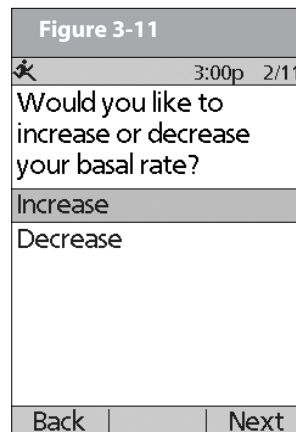 Figure 3-11
3:00p 2/11
Would you like to
increase or decrease
your basal rate?
Increase
Decrease
Back Next